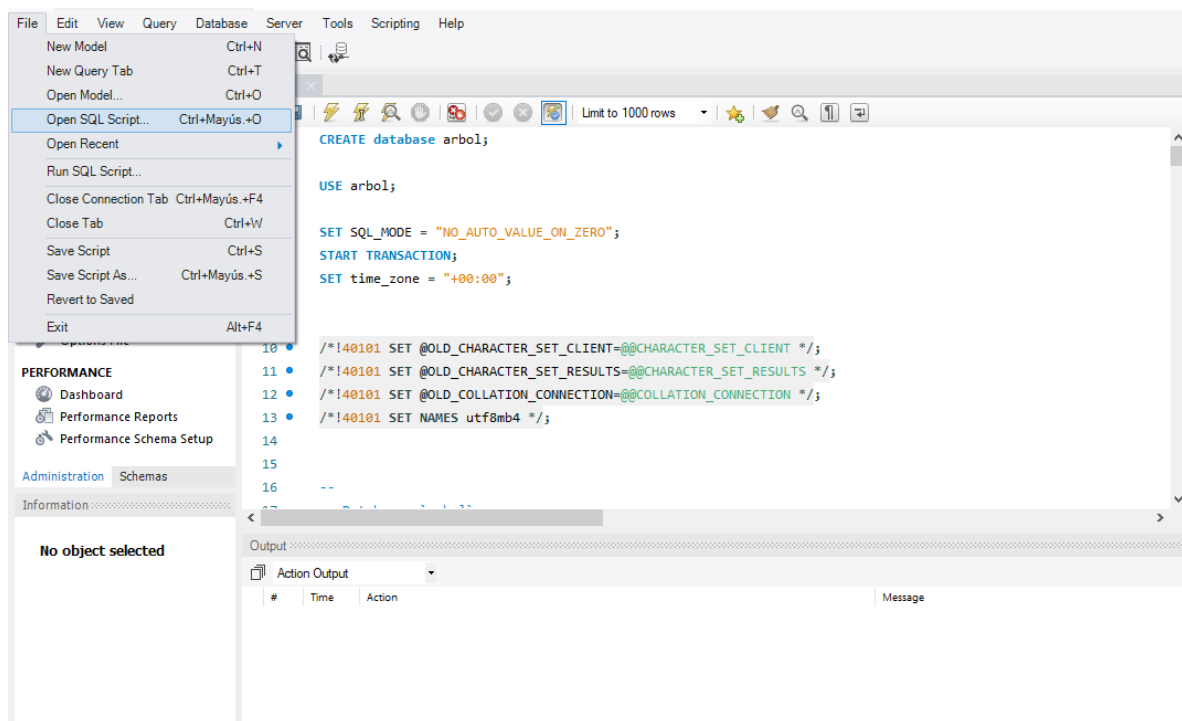 File Edit View Query Database Server Tools Scripting Help
New Model Ctrl+N
New Query Tab Ctrl+T
Open Model... Ctrl+O
Open SQL Script... Ctrl+Mayús.+O
Open Recent
Run SQL Script...
Close Connection Tab Ctrl+Mayús.+F4
Close Tab Ctrl+W
Save Script Ctrl+S
Save Script As... Ctrl+Mayús.+S
Revert to Saved
Exit Alt+F4
PERFORMANCE
Dashboard
Performance Reports
Performance Schema Setup
Administration Schemas
Information
No object selected
Limit to 1000 rows
CREATE database arbol;
USE arbol;
SET SQL_MODE = "NO_AUTO_VALUE_ON_ZERO";
START TRANSACTION;
SET time_zone = "+00:00";
10 /*!40101 SET @OLD_CHARACTER_SET_CLIENT=@@CHARACTER_SET_CLIENT */;
11 /*!40101 SET @OLD_CHARACTER_SET_RESULTS=@@CHARACTER_SET_RESULTS */;
12 /*!40101 SET @OLD_COLLATION_CONNECTION=@@COLLATION_CONNECTION */;
13 /*!40101 SET NAMES utf8mb4 */;
14
15
16 --
Output
Action Output
# Time Action Message